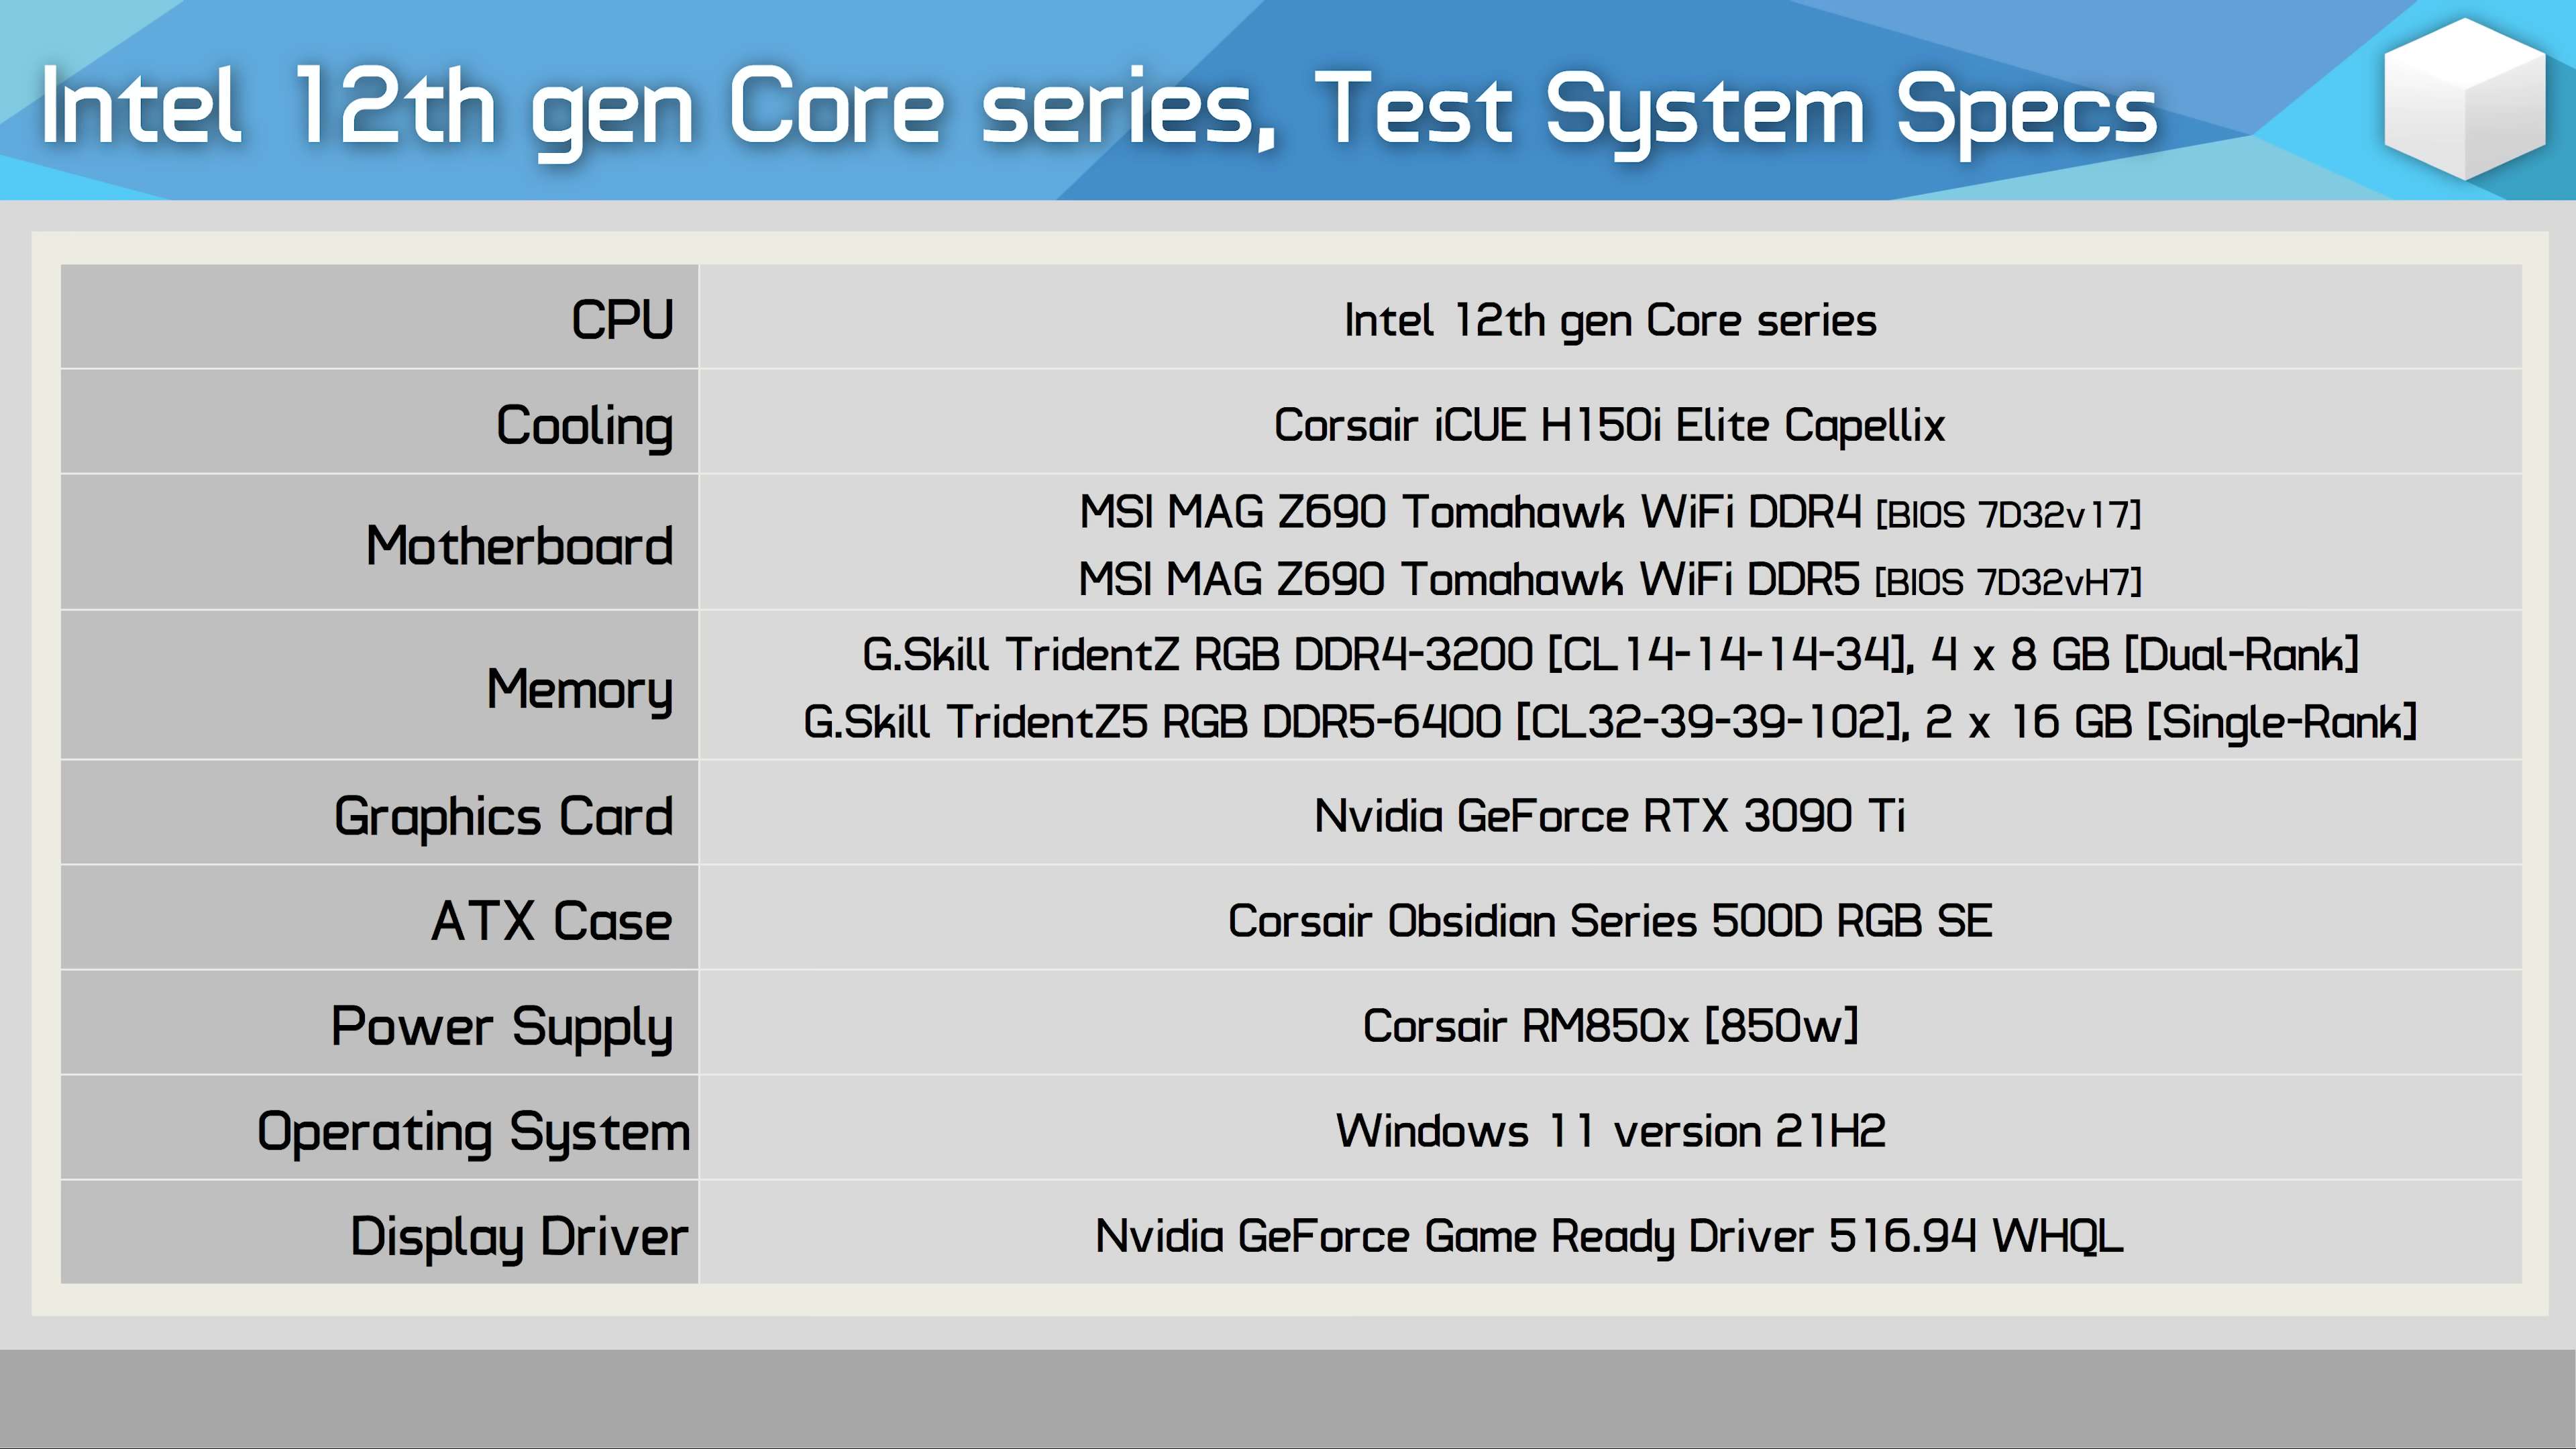 Intel 12th gen Core series, Test System Specs
CPU
Intel 12th gen Core series
Cooling
Corsair iCUE H150i Elite Capellix
Motherboard
MSI MAG Z690 Tomahawk WiFi DDR4 [BIOS 7D32v17]
MSI MAG Z690 Tomahawk WiFi DDR5 [BIOS 7D32vH7]
Memory
G.Skill TridentZ RGB DDR4-3200 [CL14-14-14-34], 4 x 8 GB [Dual-Rank]
G.Skill TridentZ5 RGB DDR5-6400 [CL32-39-39-102], 2 x 16 GB [Single-Rank]
Graphics Card
Nvidia GeForce RTX 3090 Ti
ATX Case
Corsair Obsidian Series 500D RGB SE
Power Supply
Corsair RM850x [850w]
Operating System
Windows 11 version 21H2
Display Driver
Nvidia GeForce Game Ready Driver 516.94 WHQL